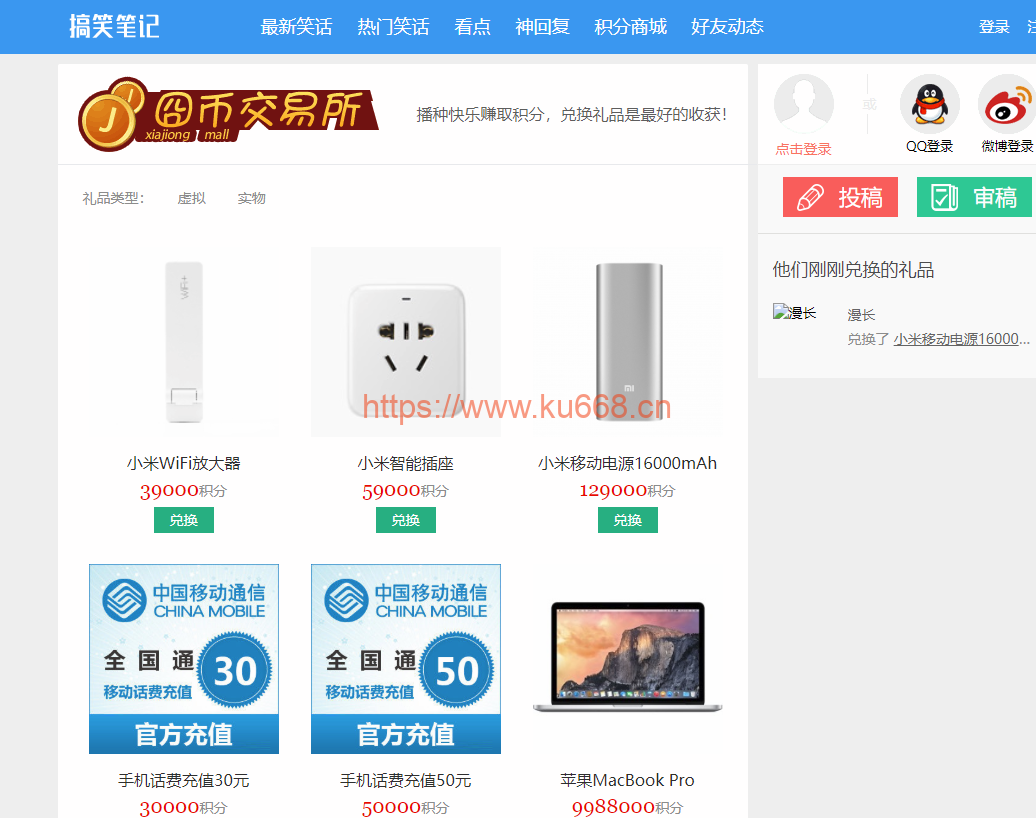 搞笑笔记
最新笑话 热门笑话 看点 神回复 积分商城 好友动态
登录
J
J
囧币交易所
xiajiong mall
播种快乐赚取积分，兑换礼品是最好的收获！
点击登录
或
QQ登录
微博登录
投稿
审稿
礼品类型：
虚拟
实物
他们刚刚兑换的礼品
漫长
漫长
兑换了 小米移动电源16000...
WiFi+
mi
https://www.ku668.cn
小米WiFi放大器
39000积分
兑换
小米智能插座
59000积分
兑换
小米移动电源16000mAh
129000积分
兑换
中国移动通信
CHINA MOBILE
全国通
30
移动话费充值
官方充值
手机话费充值30元
30000积分
中国移动通信
CHINA MOBILE
全国通
50
移动话费充值
官方充值
手机话费充值50元
50000积分
苹果MacBook Pro
9988000积分